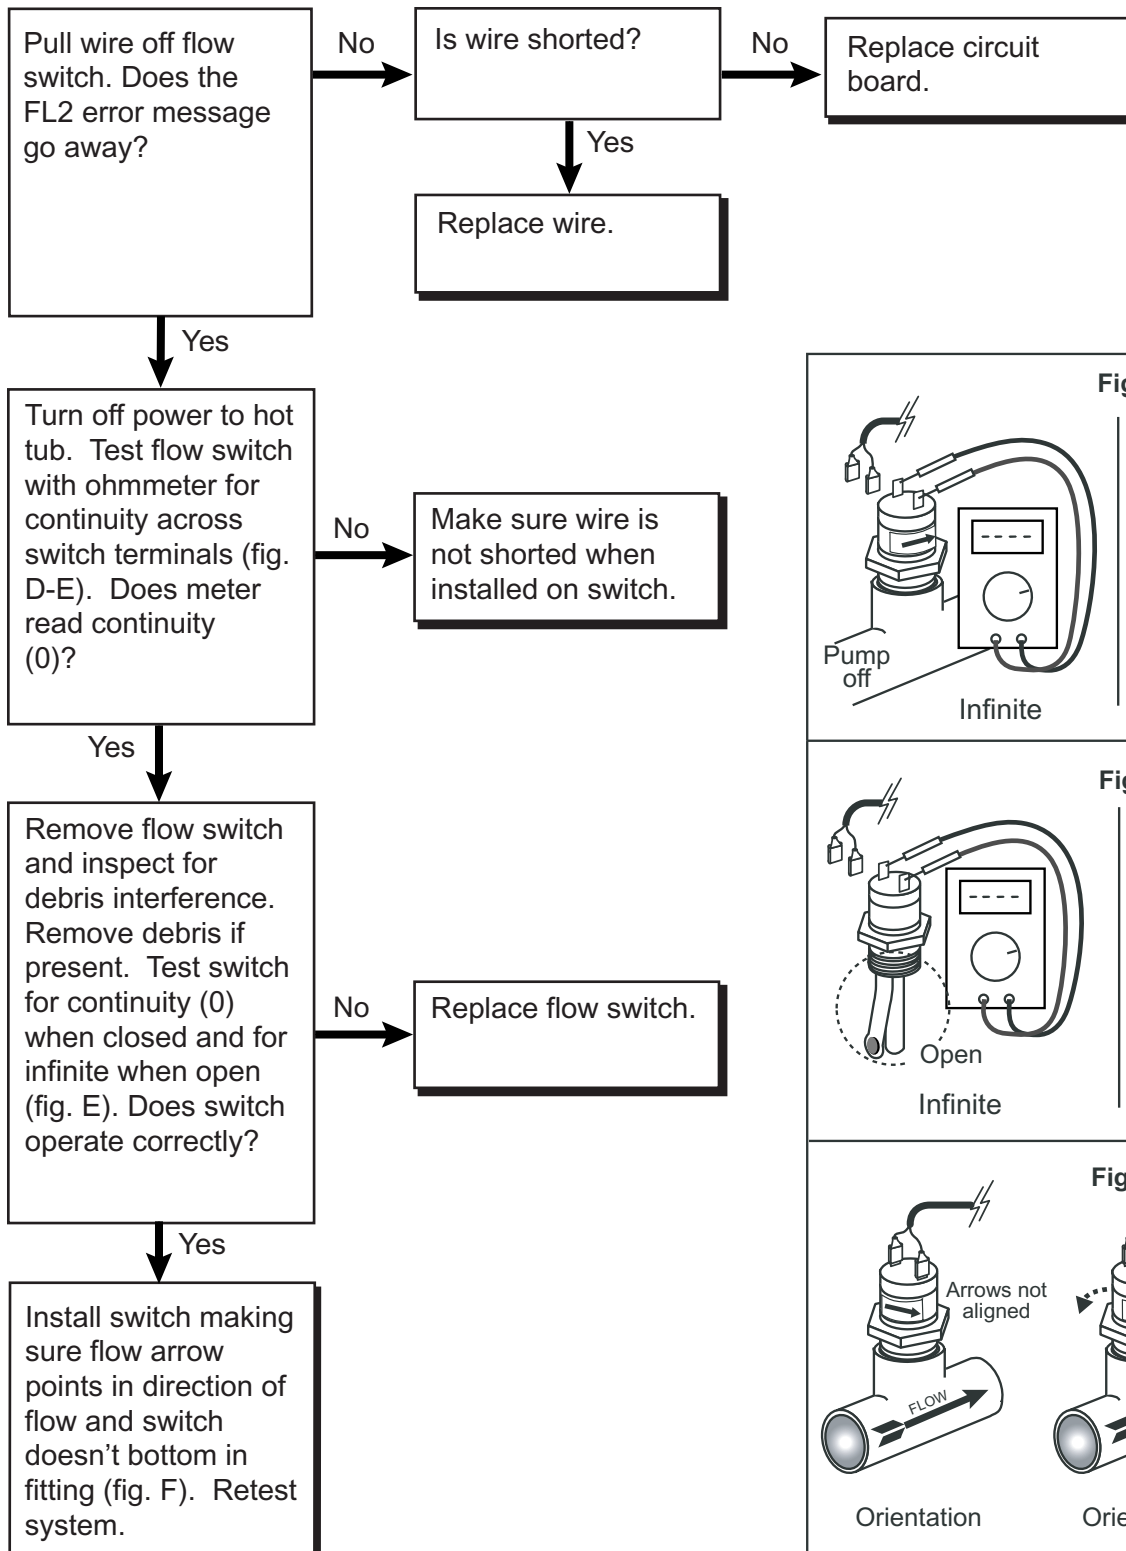 Pull wire off flow
switch. Does the
FL2 error message
go away?
No
Is wire shorted?
No
Replace circuit
board.
Yes
Replace wire.
Yes
Turn off power to hot
tub. Test flow switch
with ohmmeter for
continuity across
switch terminals (fig.
D-E). Does meter
read continuity
(0)?
No
Make sure wire is
not shorted when
installed on switch.
Yes
Remove flow switch
and inspect for
debris interference.
Remove debris if
present. Test switch
for continuity (0)
when closed and for
infinite when open
(fig. E). Does switch
operate correctly?
No
Replace flow switch.
Yes
Install switch making
sure flow arrow
points in direction of
flow and switch
doesn't bottom in
fitting (fig. F). Retest
system.
Fig
- - - -
Pump
off
Infinite
Fig
- - - -
Open
Infinite
Fig
Arrows not
aligned
FLOW
Orientation
Orie